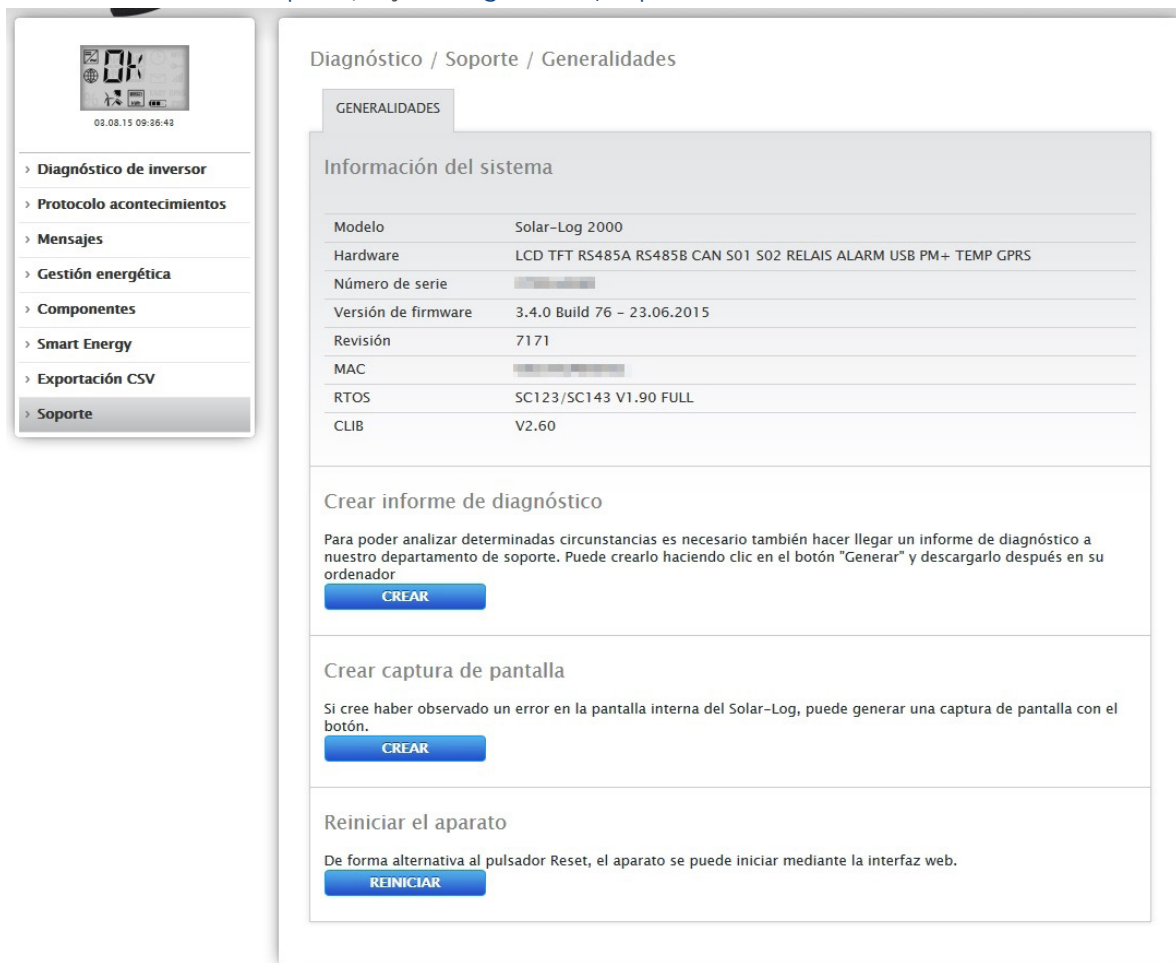 OK
03.08.15 09:36:43
› Diagnóstico de inversor
› Protocolo acontecimientos
› Mensajes
› Gestión energética
› Componentes
› Smart Energy
› Exportación CSV
› Soporte
Diagnóstico / Soporte / Generalidades
GENERALIDADES
Información del sistema
Modelo Solar-Log 2000
Hardware LCD TFT RS485A RS485B CAN S01 S02 RELAIS ALARM USB PM+ TEMP GPRS
Número de serie
Versión de firmware 3.4.0 Build 76 - 23.06.2015
Revisión 7171
MAC
RTOS SC123/SC143 V1.90 FULL
CLIB V2.60
Crear informe de diagnóstico
Para poder analizar determinadas circunstancias es necesario también hacer llegar un informe de diagnóstico a
nuestro departamento de soporte. Puede crearlo haciendo clic en el botón "Generar" y descargarlo después en su
ordenador
CREAR
Crear captura de pantalla
Si cree haber observado un error en la pantalla interna del Solar-Log, puede generar una captura de pantalla con el
botón.
CREAR
Reiniciar el aparato
De forma alternativa al pulsador Reset, el aparato se puede iniciar mediante la interfaz web.
REINICIAR